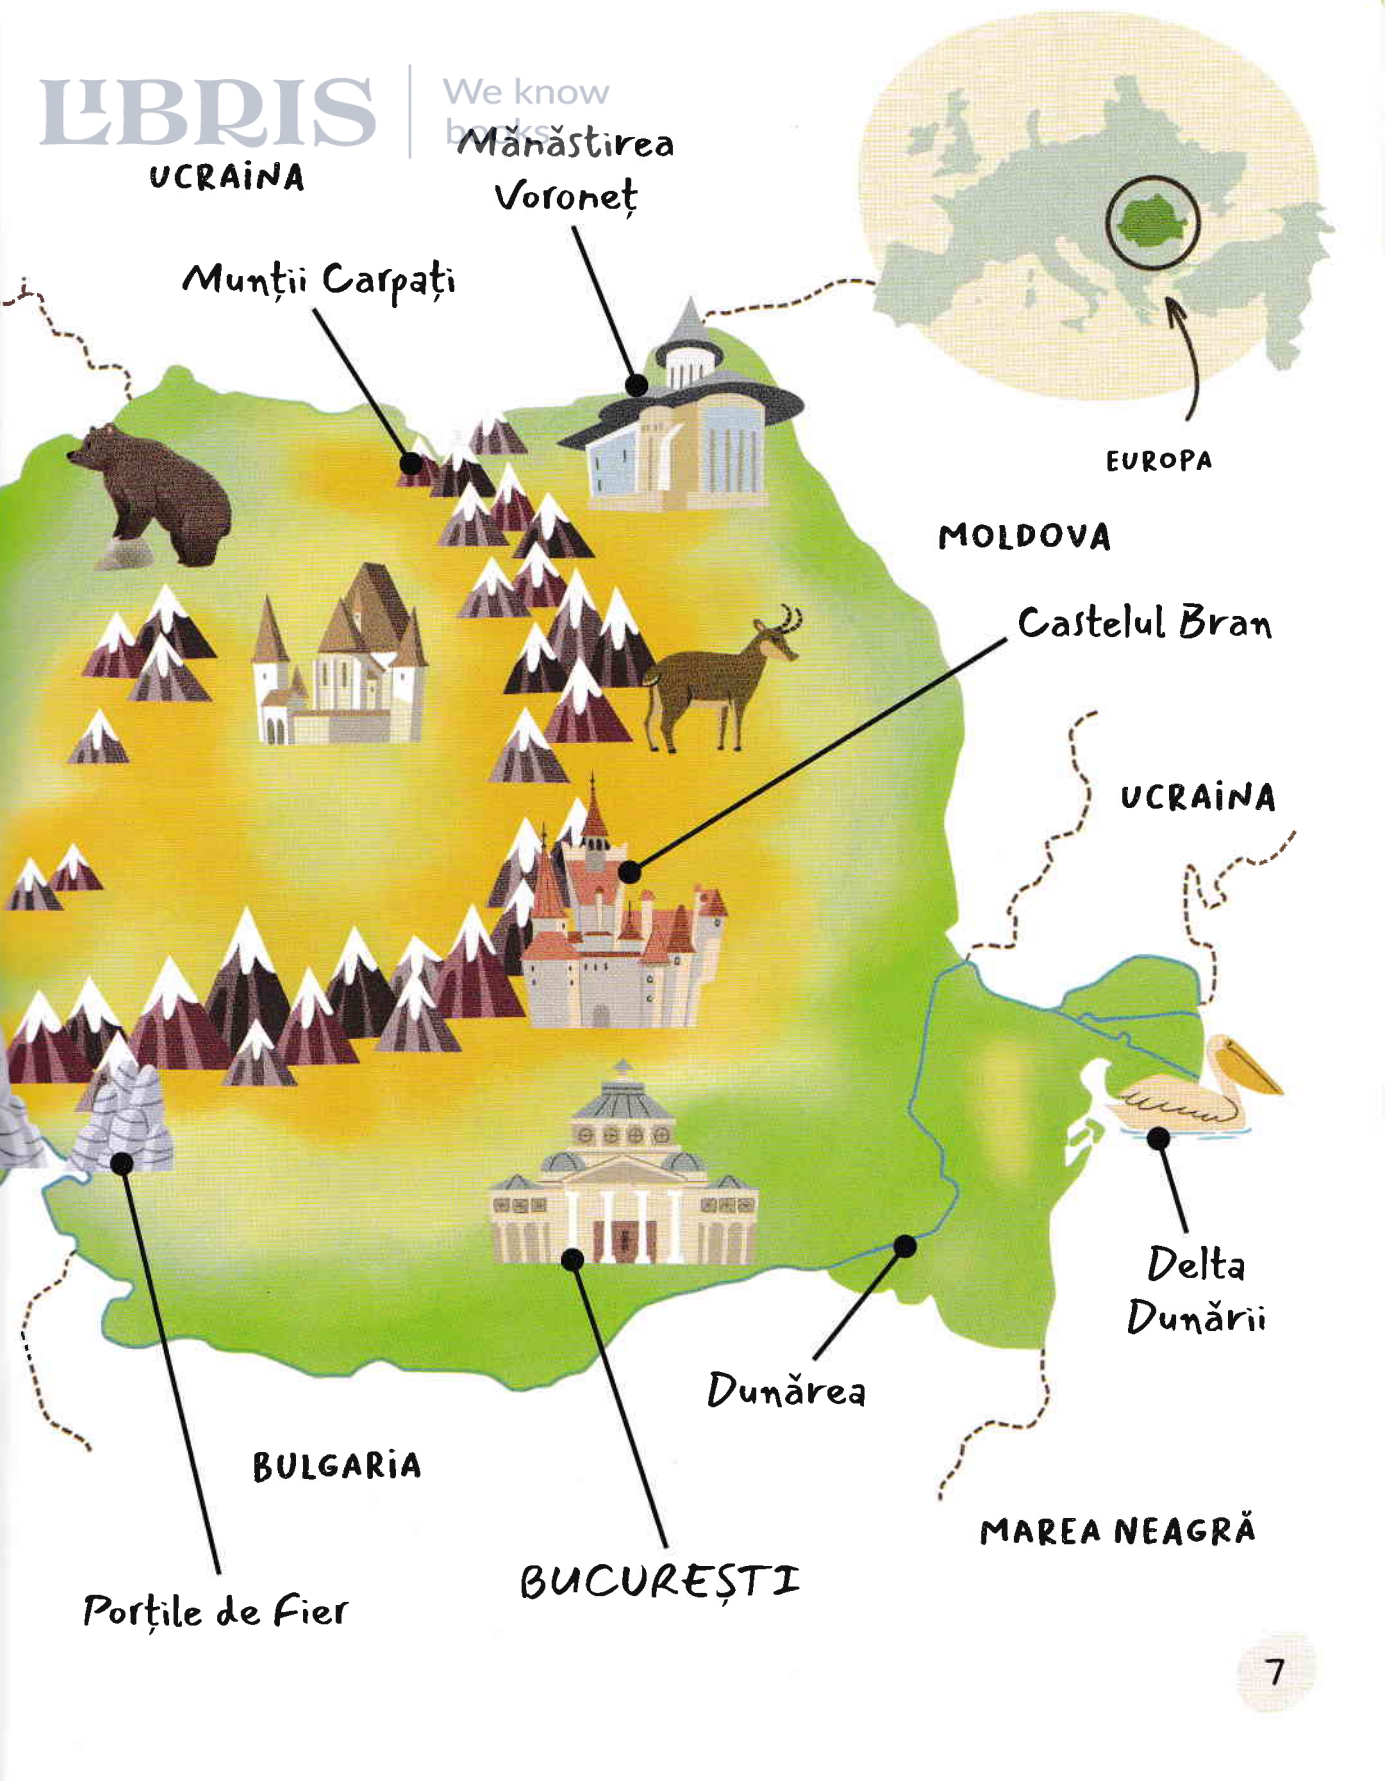 LIBRIS
We know
books
Mănăstirea
Voroneț
UCRAiNA
Munții Carpați
EUROPA
MOLDOVA
Castelul Bran
UCRAiNA
Delta
Dunării
Dunărea
BULGARiA
MAREA NEAGRĂ
BUCUREȘTI
Porțile de Fier
7